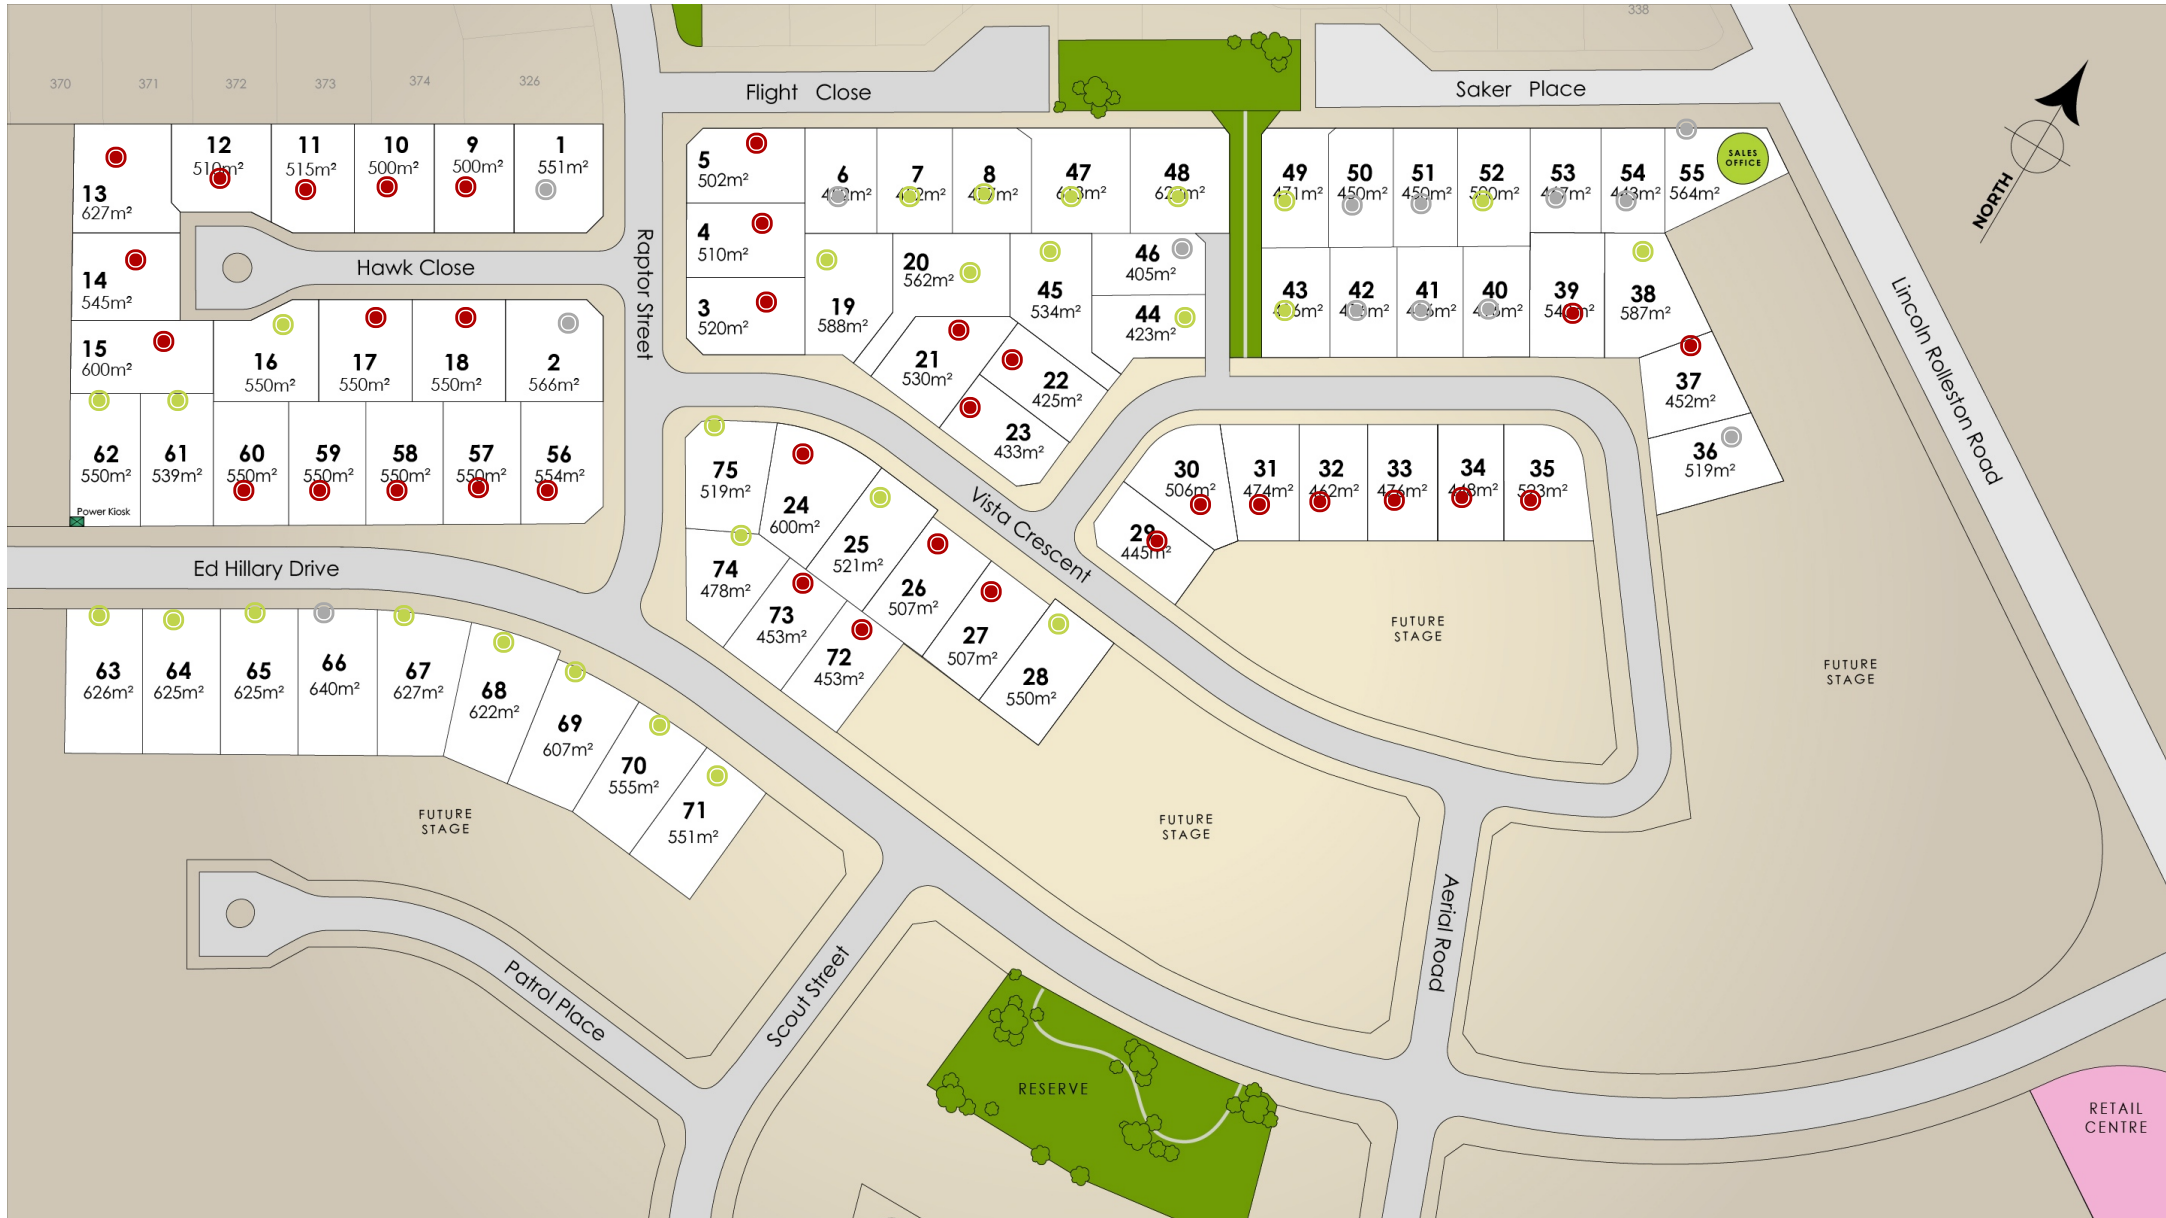 338
370
371
372
373
374
326
Flight Close
Saker Place
13
627m²
12
510m²
11
515m²
10
500m²
9
500m²
1
551m²
5
502m²
4
510m²
3
520m²
6
7
8
47
48
49
471m²
50
450m²
51
450m²
52
53
54
443m²
55
564m²
SALES
OFFICE
NORTH
14
545m²
Hawk Close
Raptor Street
19
588m²
20
562m²
45
534m²
46
405m²
44
423m²
43
42
41
40
39
38
587m²
Lincoln Rolleston Road
15
600m²
16
550m²
17
550m²
18
550m²
2
566m²
21
530m²
22
425m²
23
433m²
37
452m²
36
519m²
62
550m²
61
539m²
60
550m²
59
550m²
58
550m²
57
550m²
56
554m²
Power Kiosk
75
519m²
24
600m²
25
521m²
26
507m²
27
507m²
28
550m²
74
478m²
73
453m²
72
453m²
Vista Crescent
30
506m²
31
474m²
32
462m²
33
476m²
34
448m²
35
523m²
29
445m²
Ed Hillary Drive
FUTURE
STAGE
FUTURE
STAGE
63
626m²
64
625m²
65
625m²
66
640m²
67
627m²
68
622m²
69
607m²
70
555m²
71
551m²
FUTURE
STAGE
FUTURE
STAGE
Aerial Road
Patrol Place
Scout Street
RESERVE
RETAIL
CENTRE